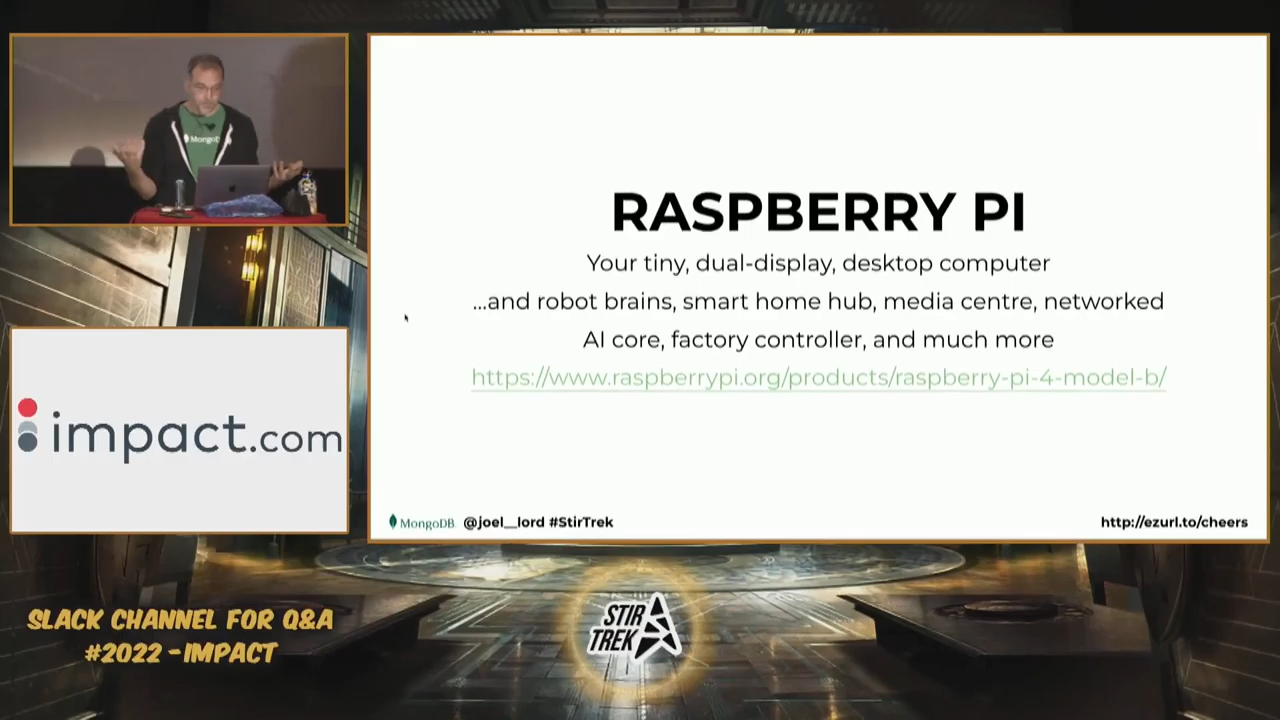 MongoDB
RASPBERRY PI
Your tiny, dual-display, desktop computer
...and robot brains, smart home hub, media centre, networked
AI core, factory controller, and much more
https://www.raspberrypi.org/products/raspberry-pi-4-model-b/
impact.com
MongoDB. @joel__lord #StirTrek
http://ezurl.to/cheers
SLACK CHANNEL FOR Q&A
#2022 - IMPACT
STIR
TREK